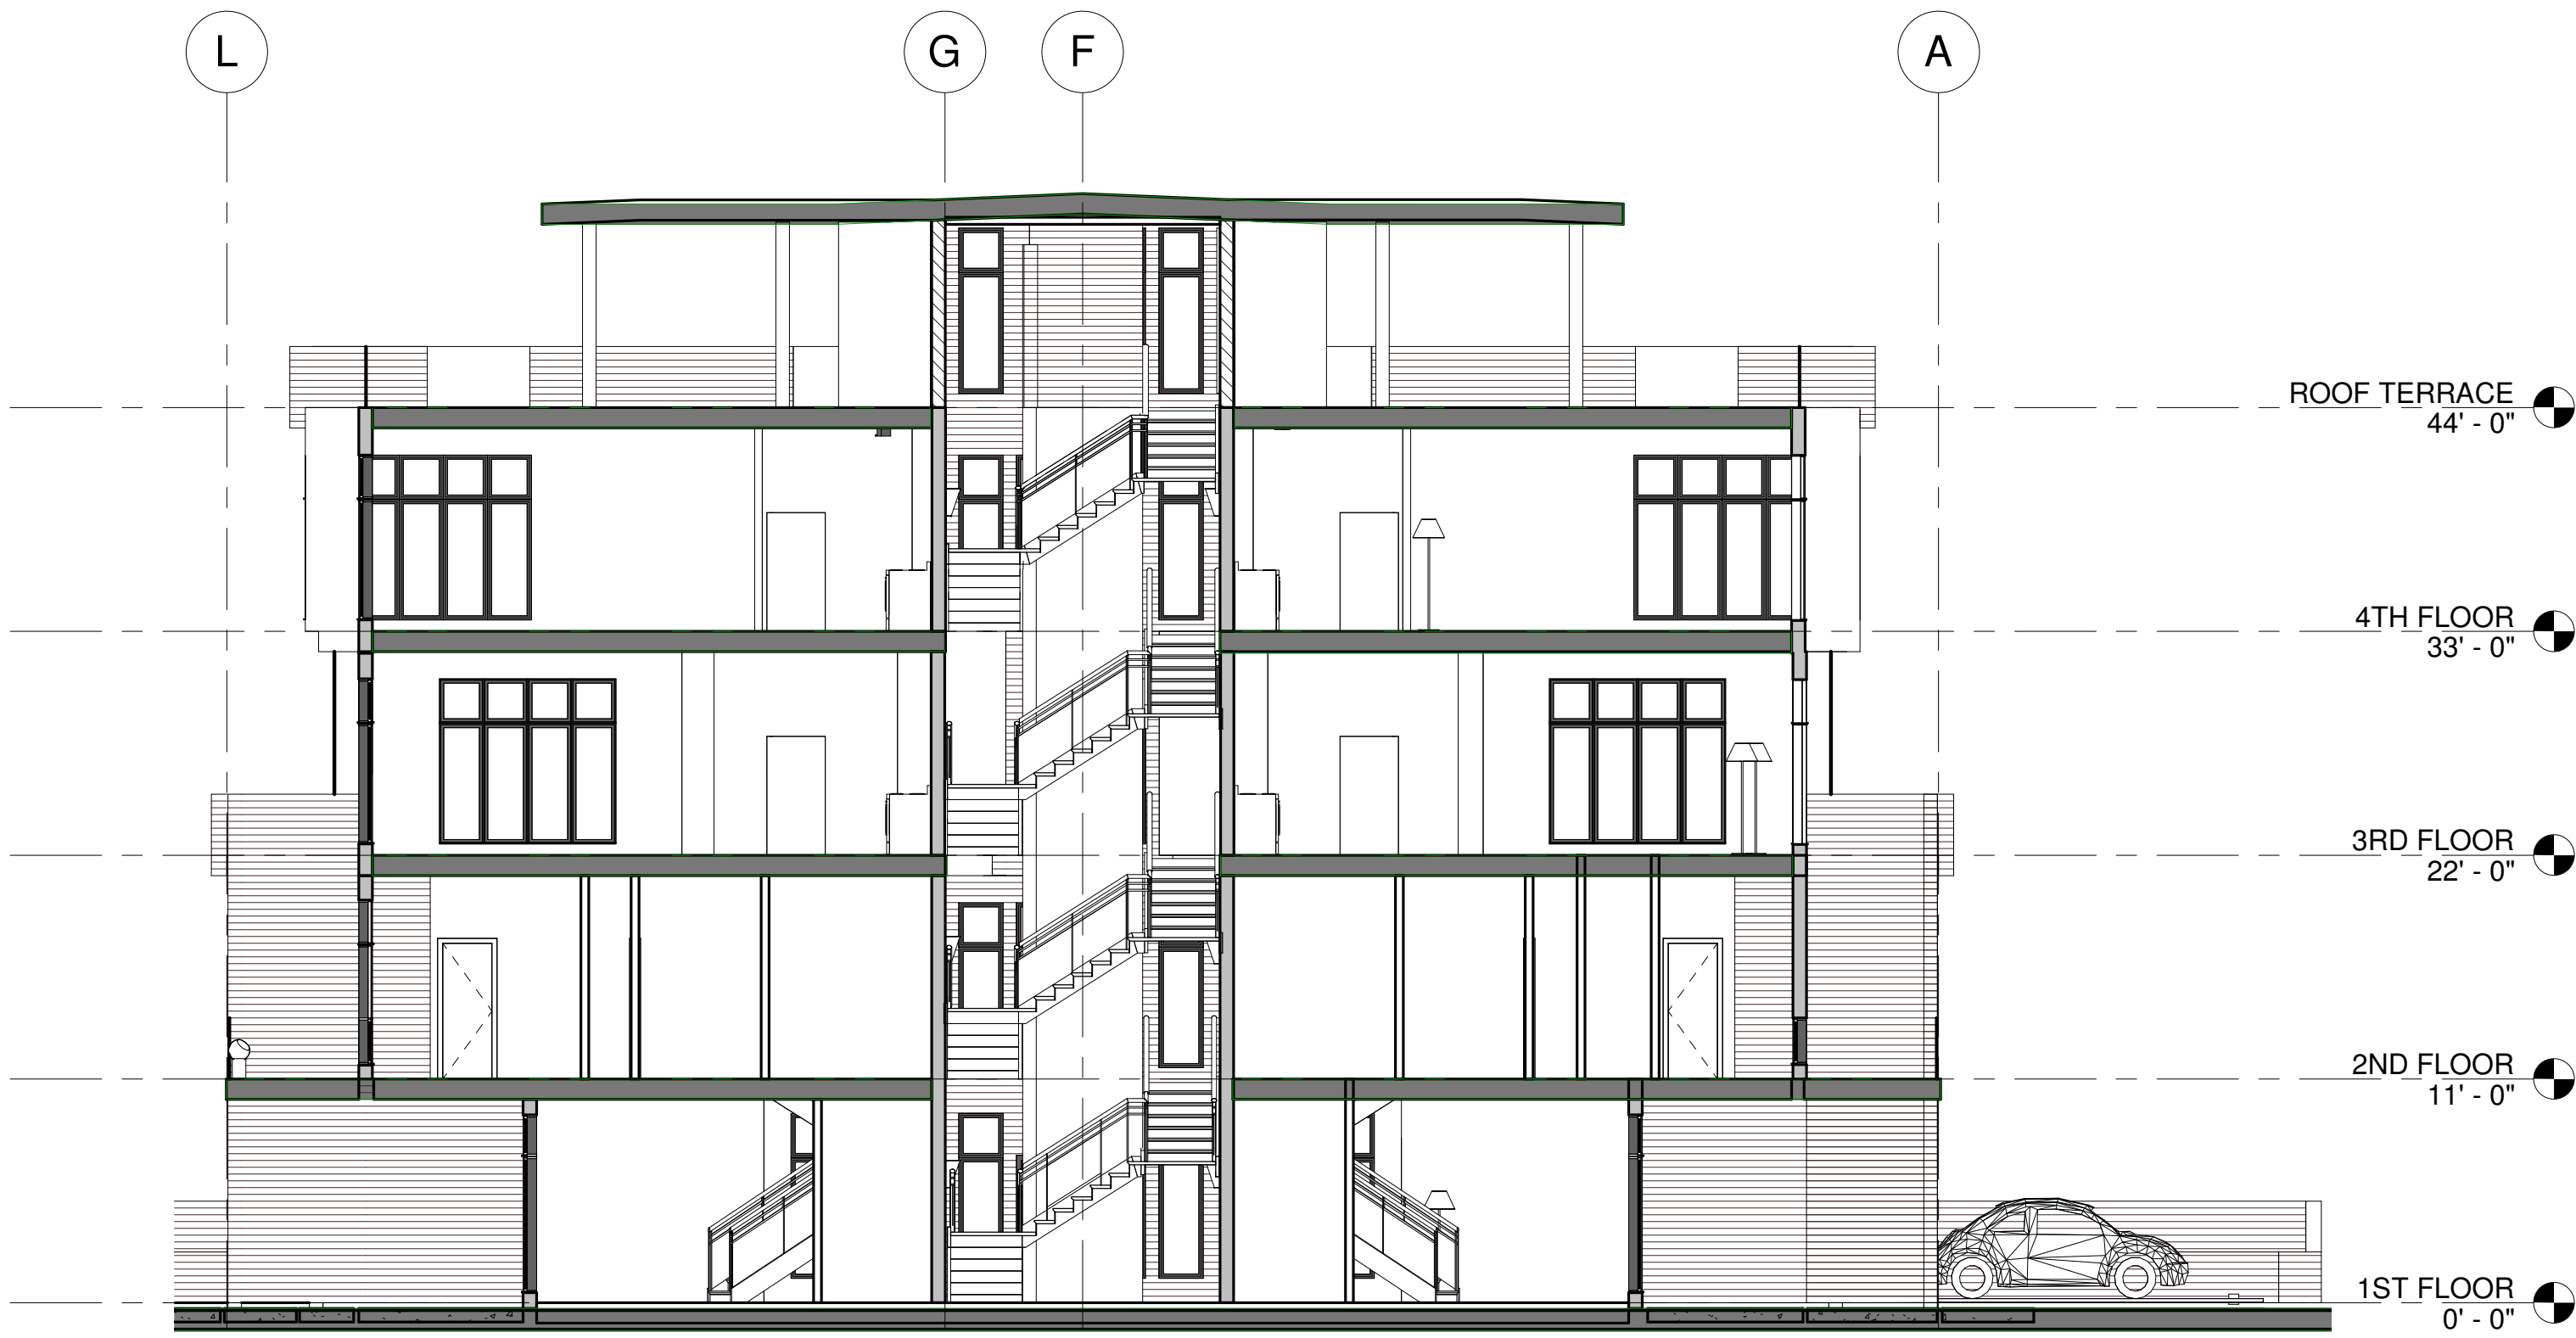 L
G
F
A
ROOF TERRACE
44' - 0"
4TH FLOOR
33' - 0"
3RD FLOOR
22' - 0"
2ND FLOOR
11' - 0"
1ST FLOOR
0' - 0"